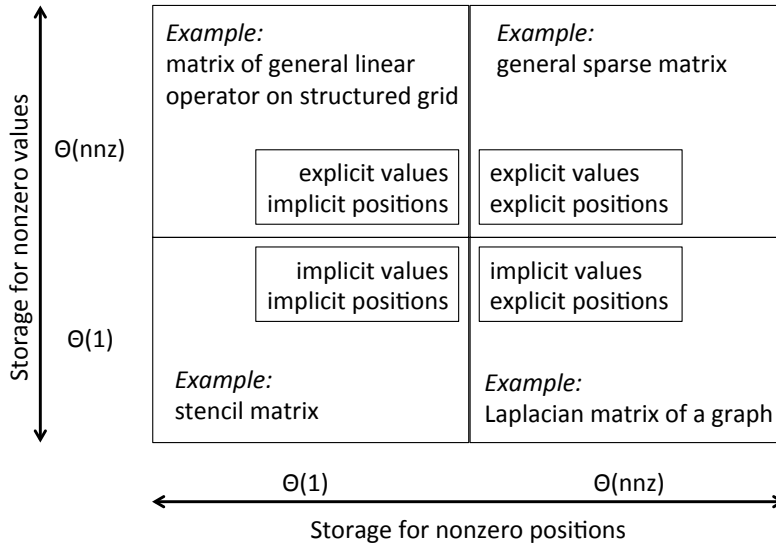 Example:
matrix of general linear
operator on structured grid
Example:
general sparse matrix
Storage for nonzero values
Θ(nnz)
explicit values
implicit positions
explicit values
explicit positions
implicit values
implicit positions
implicit values
explicit positions
Θ(1)
Example:
stencil matrix
Example:
Laplacian matrix of a graph
Θ(1)
Θ(nnz)
Storage for nonzero positions